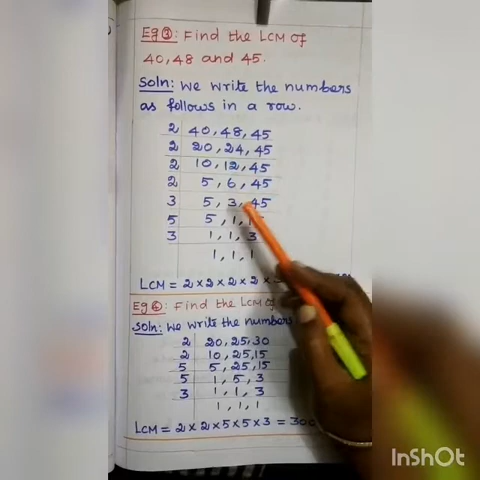 Eg ③: Find the LCM of
40, 48 and 45.
Soln: We write the numbers
as follows in a row.
2 40, 48, 45
2 20, 24, 45
2 10, 12, 45
2 5, 6, 45
3 5, 3, 45
5 5, 1,
3 1, 1, 3
1, 1, 1
LCM = 2 × 2 × 2 × 2 ×
Eg ④: Find the LCM of
Soln: We write the numbers
2 20, 25, 30
2 10, 25, 15
5 5, 25, 15
5 1, 5, 3
3 1, 1, 3
1, 1, 1
LCM = 2 × 2 × 5 × 5 × 3 = 300
InShOt